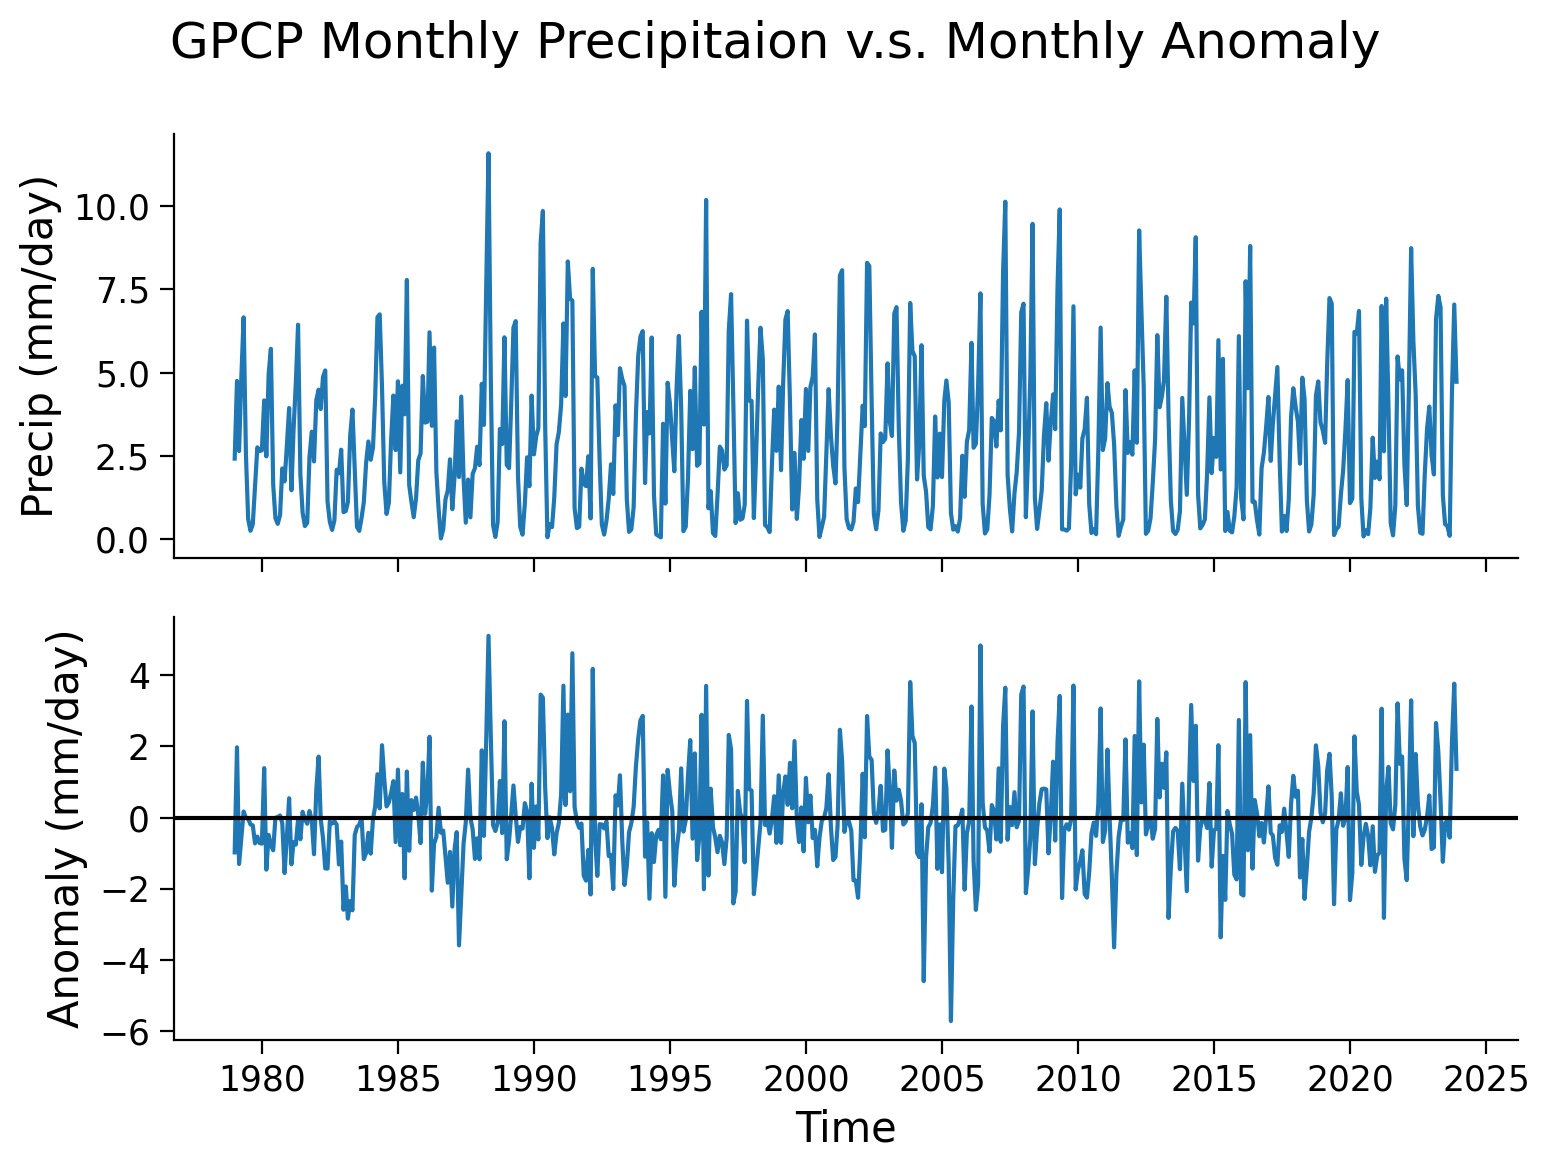 GPCP Monthly Precipitaion v.s. Monthly Anomaly
Precip (mm/day)
10.0
7.5
5.0
2.5
0.0
Anomaly (mm/day)
4
2
0
−2
−4
−6
1980 1985 1990 1995 2000 2005 2010 2015 2020 2025
Time